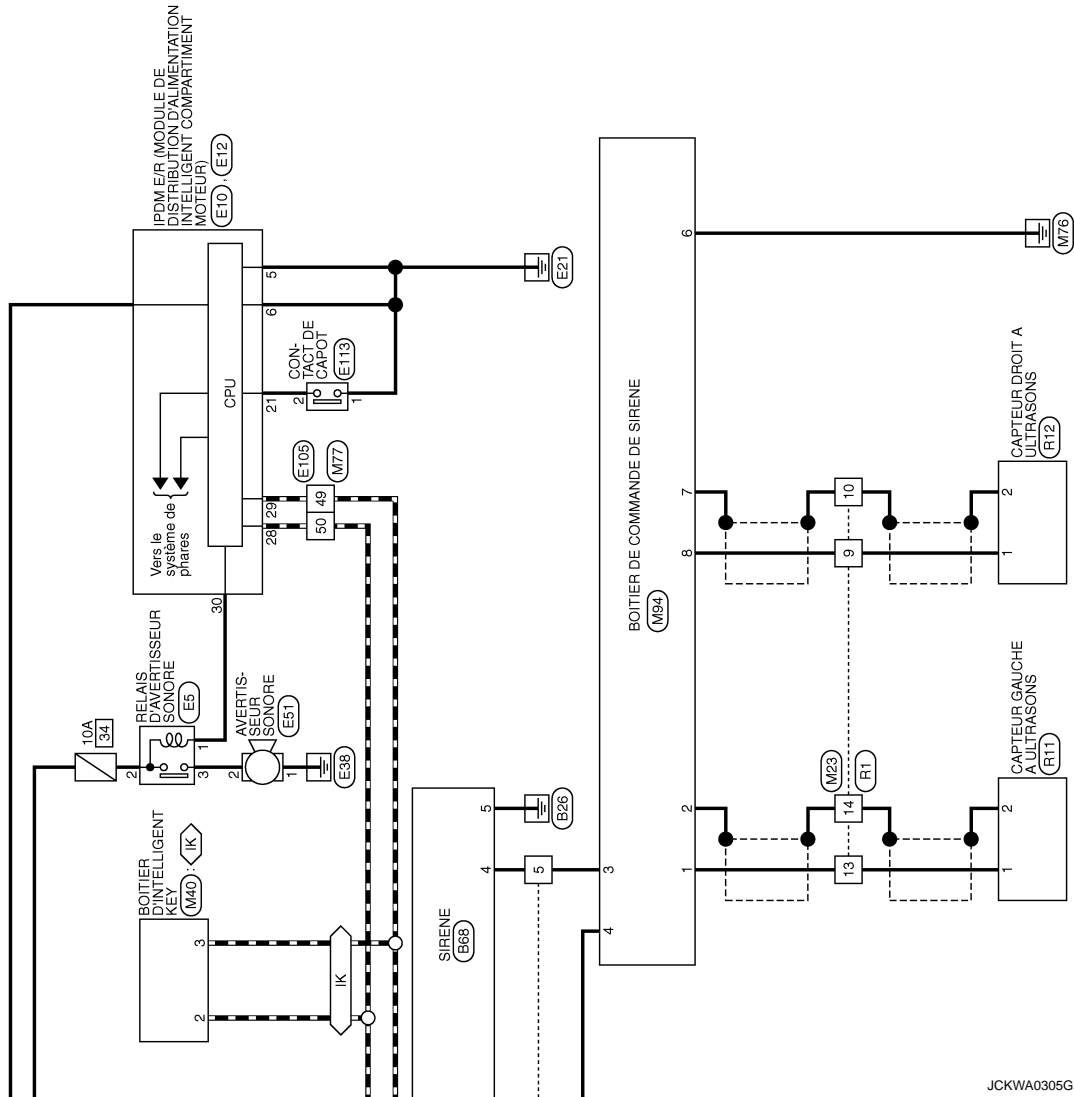 IPDM E/R (MODULE DE
DISTRIBUTION D'ALIMENTATION
INTELLIGENT COMPARTIMENT
MOTEUR)
E10 , E12
CPU
Vers le
système de
phares
5
6
21
29
28
30
E21
CON-
TACT DE
CAPOT
E113
2
1
E105
M77
49
50
10A
34
RELAIS
D'AVERTISSEUR
SONORE
E5
2
1
3
AVERTIS-
SEUR
SONORE
E51
2
1
E38
BOITIER
D'INTELLIGENT
KEY
M40 : IK
3
2
IK
SIRENE
B68
5
4
B26
5
BOITIER DE COMMANDE DE SIRENE
M94
3
4
6
7
8
2
1
M76
10
9
M23
R1
14
13
CAPTEUR DROIT A
ULTRASONS
R12
2
1
CAPTEUR GAUCHE
A ULTRASONS
R11
2
1
JCKWA0305G